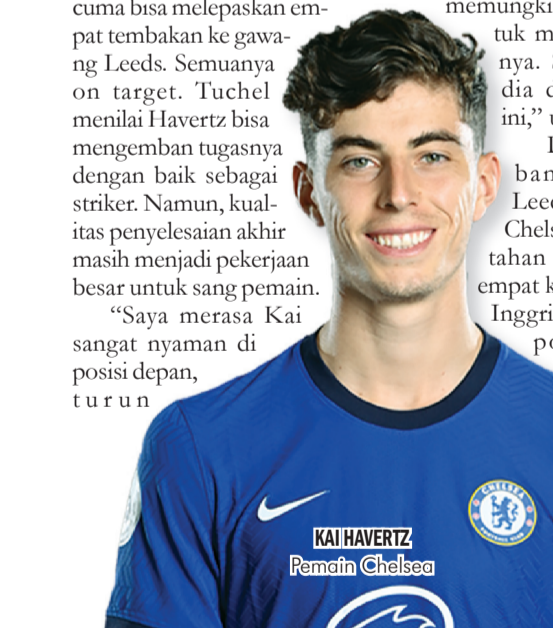 cuma bisa melepaskan em-
pat tembakan ke gawa-
ng Leeds. Semuanya
on target. Tuchel
menilai Havertz bisa
mengemban tugasnya
dengan baik sebagai
striker. Namun, kual-
itas penyelesaian akhir
masih menjadi pekerjaan
besar untuk sang pemain.
“Saya merasa Kai
sangat nyaman di
posisi depan,
turun
memungki
tuk m
nya.
dia
ini,” u
ban
Leed
Chels
tahan
empat k
Inggri
po
CHELSEA
FOOTBALL CLUB
KAI HAVERTZ
Pemain Chelsea